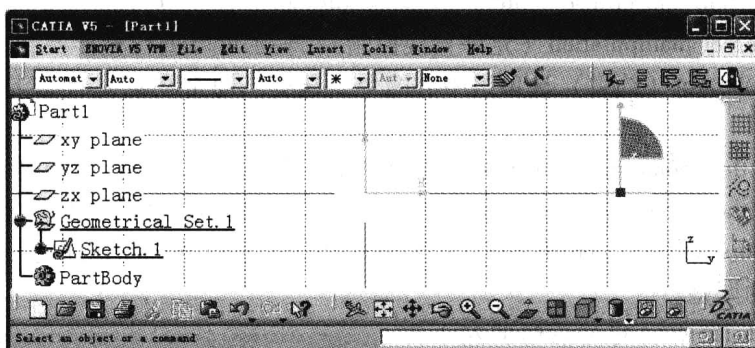 CATIA V5 - [Part1]
Start ENOVIA V5 VPM File Edit View Insert Tools Window Help
Automat Auto Auto Aut None
Part1
xy plane
yz plane
zx plane
Geometrical Set.1
Sketch.1
z
y
PartBody
CATIA
Select an object or a command